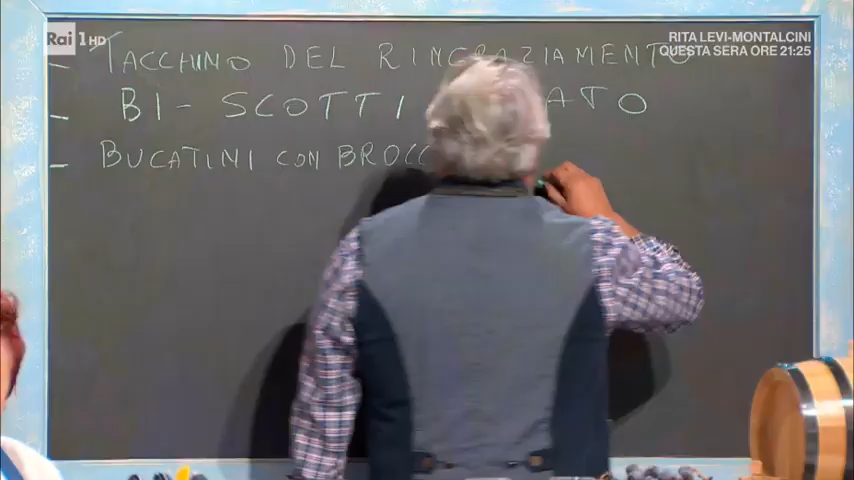 Rai 1 HD
RITA LEVI-MONTALCINI
QUESTA SERA ORE 21:25
- TACCHINO DEL RINGRAZIAMENTO
- BI-SCOTTI ATO
- BUCATINI CON BROCC